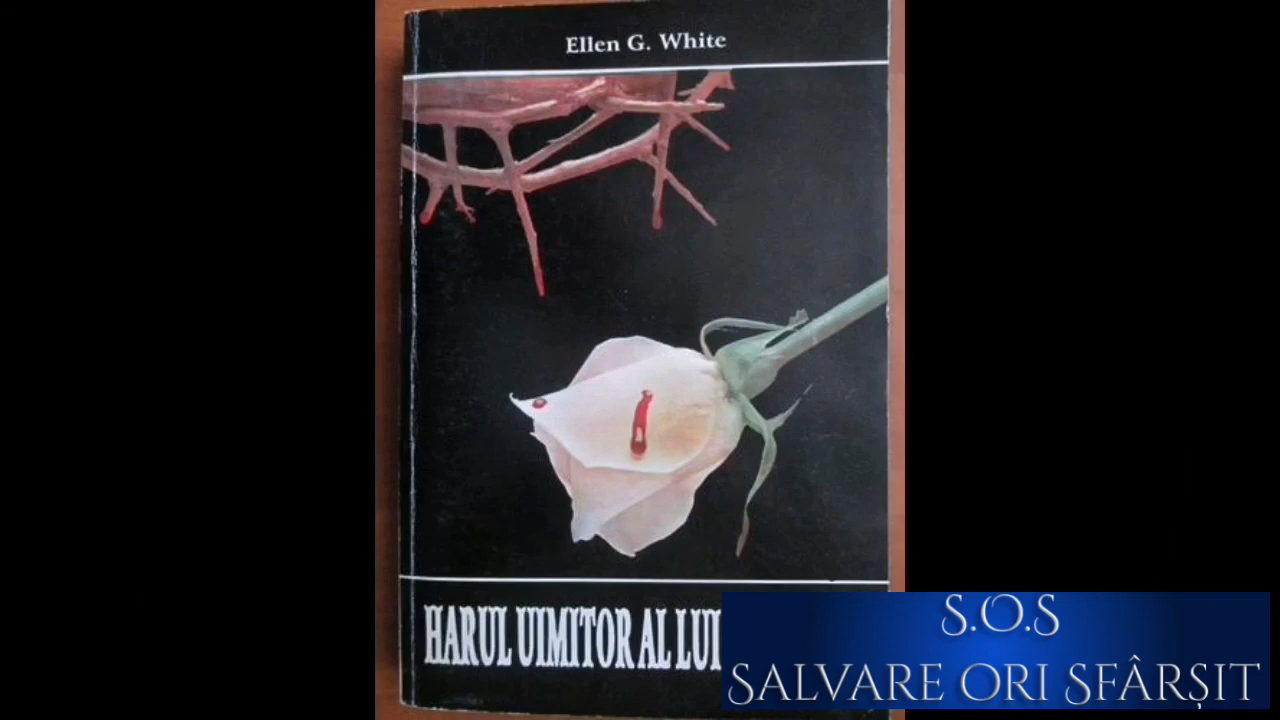 Ellen G. White
HARUL UIMITOR AL LUI
S.O.S
SALVARE ORI SFÂRȘIT